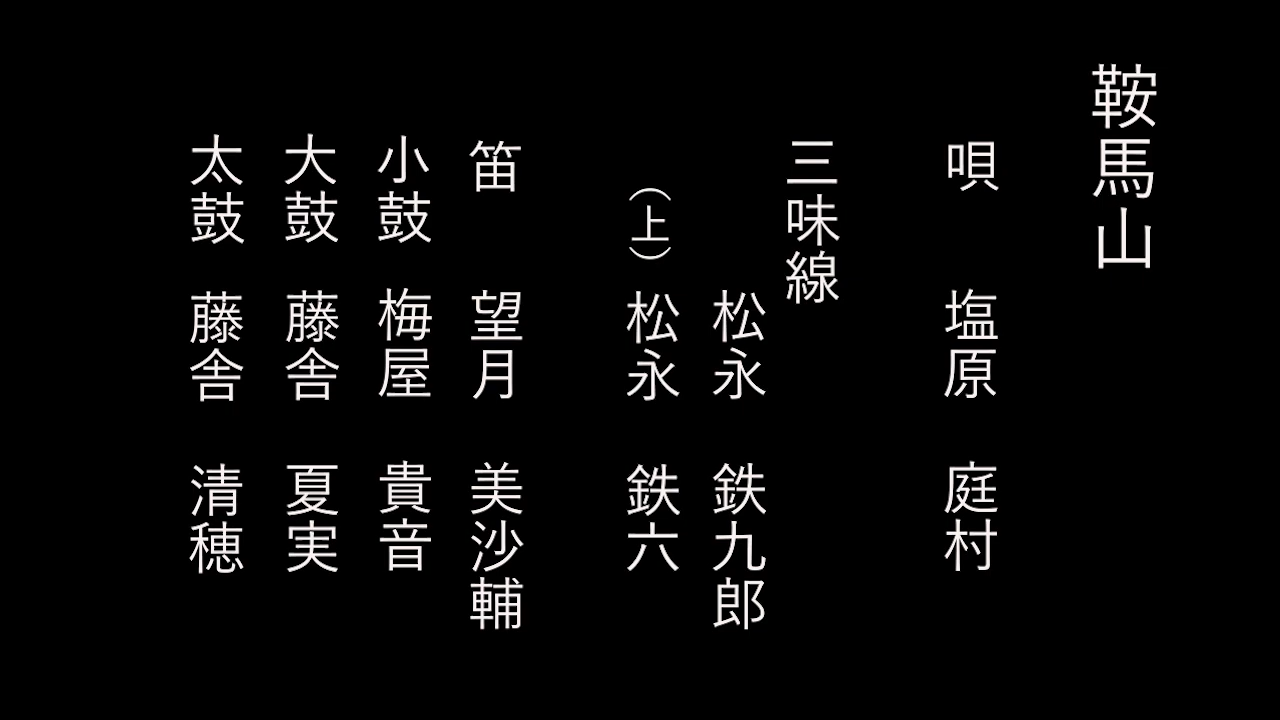 鞍馬山
唄 塩原 庭村
三味線
松永 鉄九郎
（上） 松永 鉄六
笛 望月 美沙輔
小鼓 梅屋 貴音
大鼓 藤舎 夏実
太鼓 藤舎 清穂